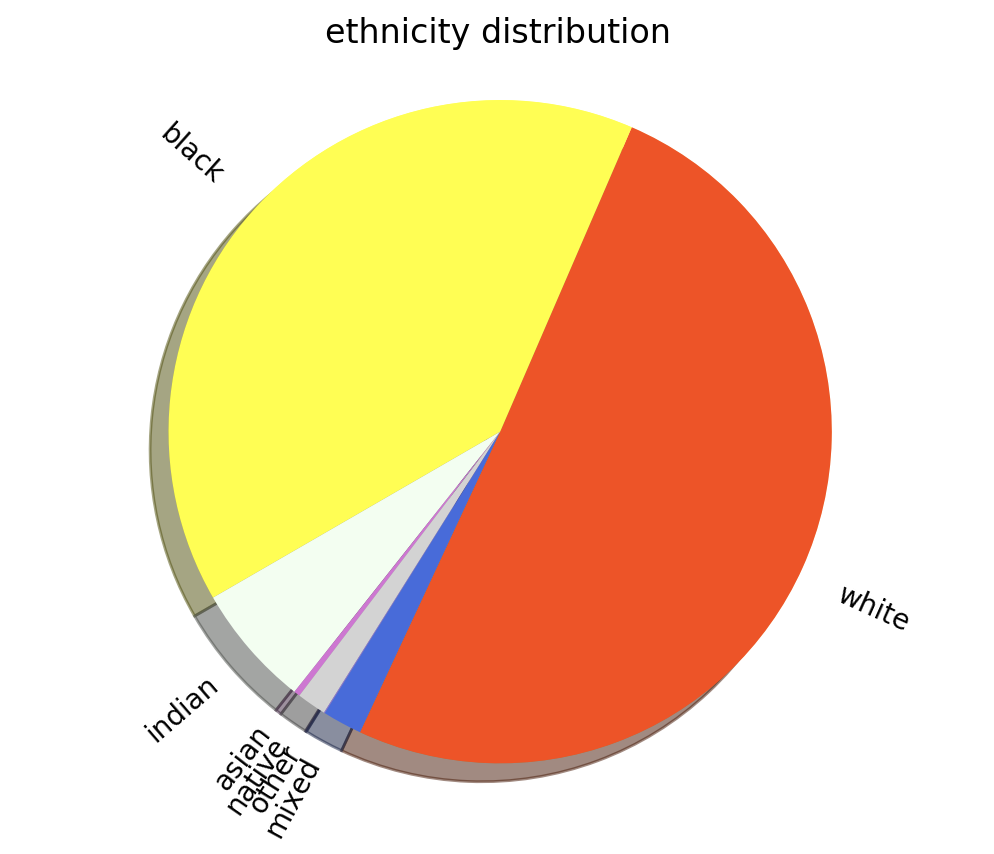 ethnicity distribution
black
white
indian
asian
native
other
mixed